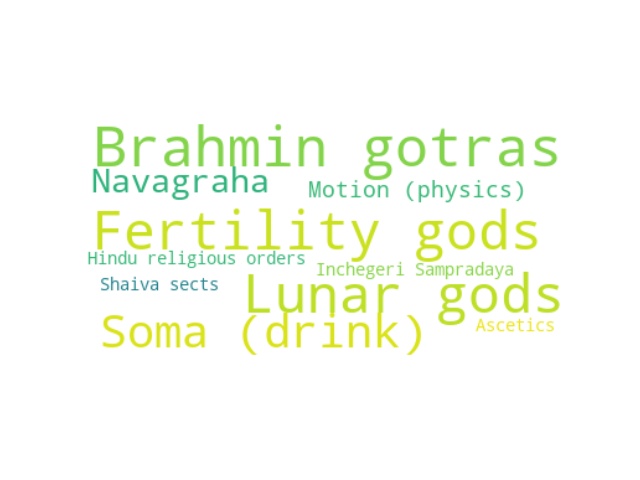 Brahmin gotras
Navagraha
Motion (physics)
Fertility gods
Hindu religious orders
Inchegeri Sampradaya
Shaiva sects
Lunar gods
Soma (drink)
Ascetics